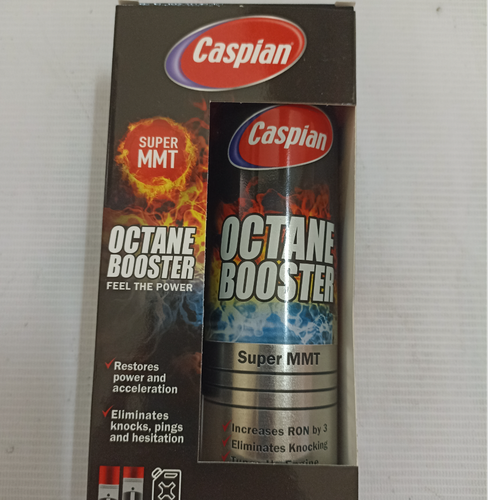 Caspian
SUPER
MMT
OCTANE
BOOSTER
FEEL THE POWER
Restores
power and
acceleration
Eliminates
knocks, pings
and hesitation
Caspian
OCTANE
BOOSTER
Super MMT
Increases RON by 3
Eliminates Knocking